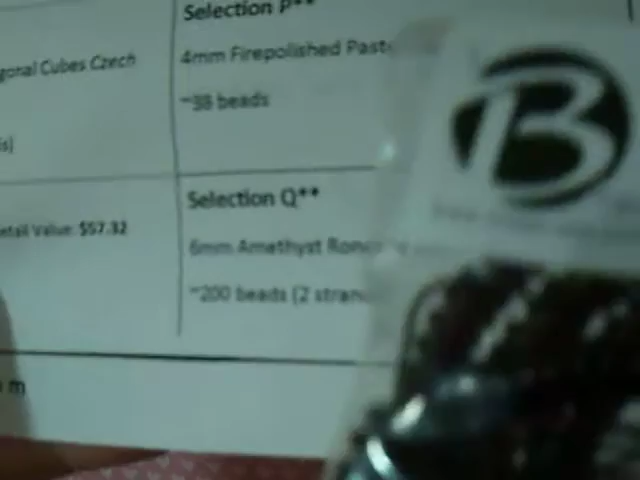 Selection P**
gonal Cubes Czech
4mm Firepolished Past
~38 beads
s)
Selection Q**
etail Value: $57.32
6mm Amethyst Ron
~200 beads (2 stran
m
B